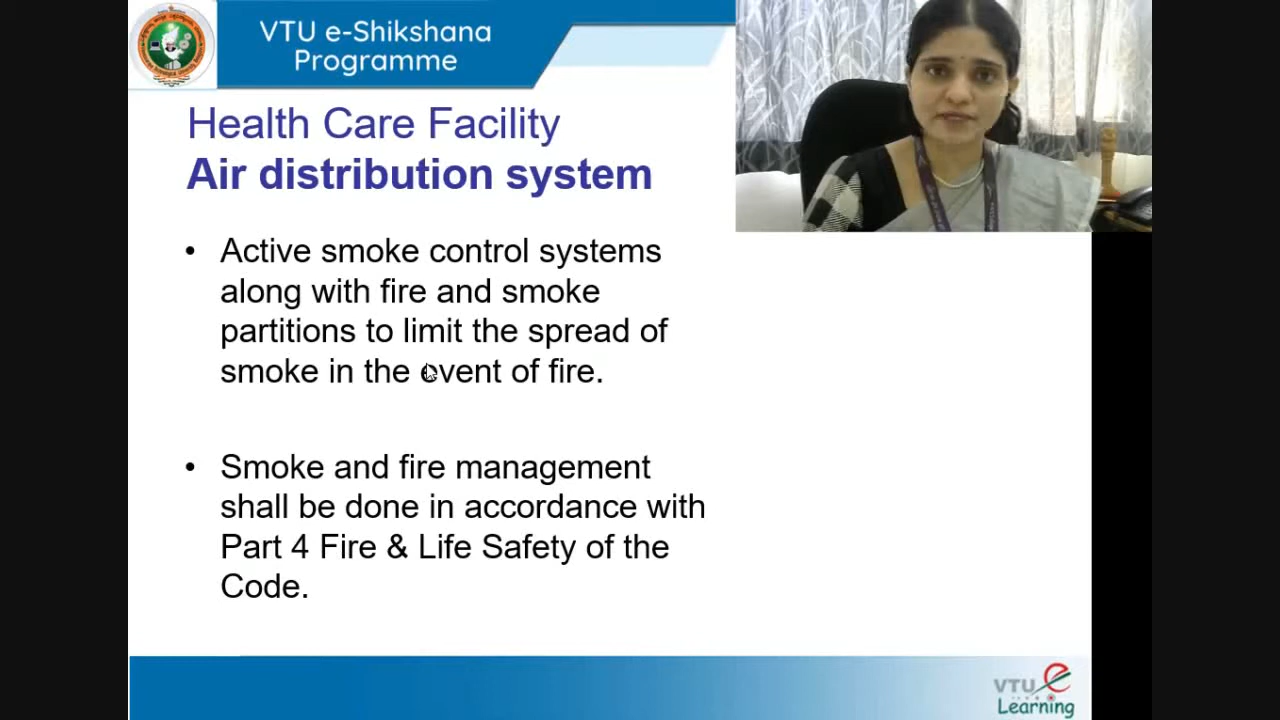 VTU e-Shikshana
Programme
Health Care Facility
Air distribution system
• Active smoke control systems
along with fire and smoke
partitions to limit the spread of
smoke in the event of fire.
• Smoke and fire management
shall be done in accordance with
Part 4 Fire & Life Safety of the
Code.
VTU e
Learning